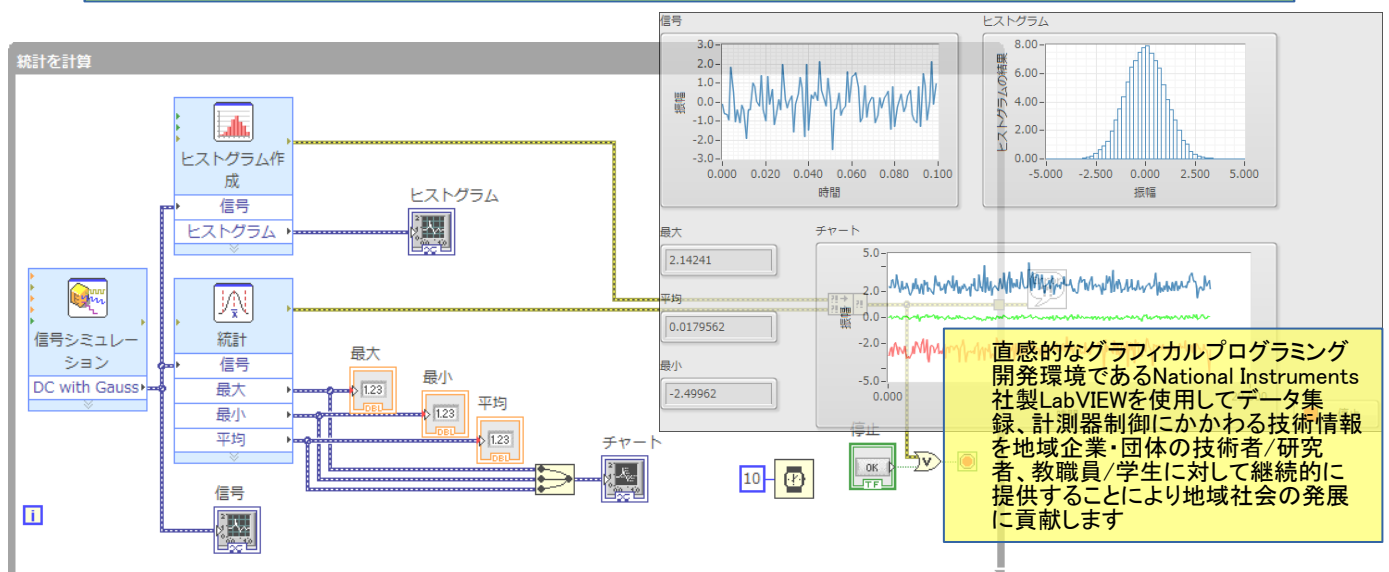 統計を計算
ヒストグラム作
成
信号
ヒストグラム
ヒストグラム
信号シミュレー
ション
DC with Gauss
統計
信号
最大
最小
平均
最大
1.23
DBL
最小
1.23
DBL
平均
1.23
DBL
チャート
信号
i
10
停止
OK
TF
V
信号
振幅
3.0
2.0
1.0
0.0
-1.0
-2.0
-3.0
0.000 0.020 0.040 0.060 0.080 0.100
時間
ヒストグラム
ヒストグラムの結果
8.00
6.00
4.00
2.00
0.00
-5.000 -2.500 0.000 2.500 5.000
振幅
最大
2.14241
平均
0.0179562
最小
-2.49962
チャート
振幅
5.0
2.0
0.0
-2.0
-5.0
0.000
直感的なグラフィカルプログラミング
開発環境であるNational Instruments
社製LabVIEWを使用してデータ集
録、計測器制御にかかわる技術情報
を地域企業・団体の技術者/研究
者、教職員/学生に対して継続的に
提供することにより地域社会の発展
に貢献します